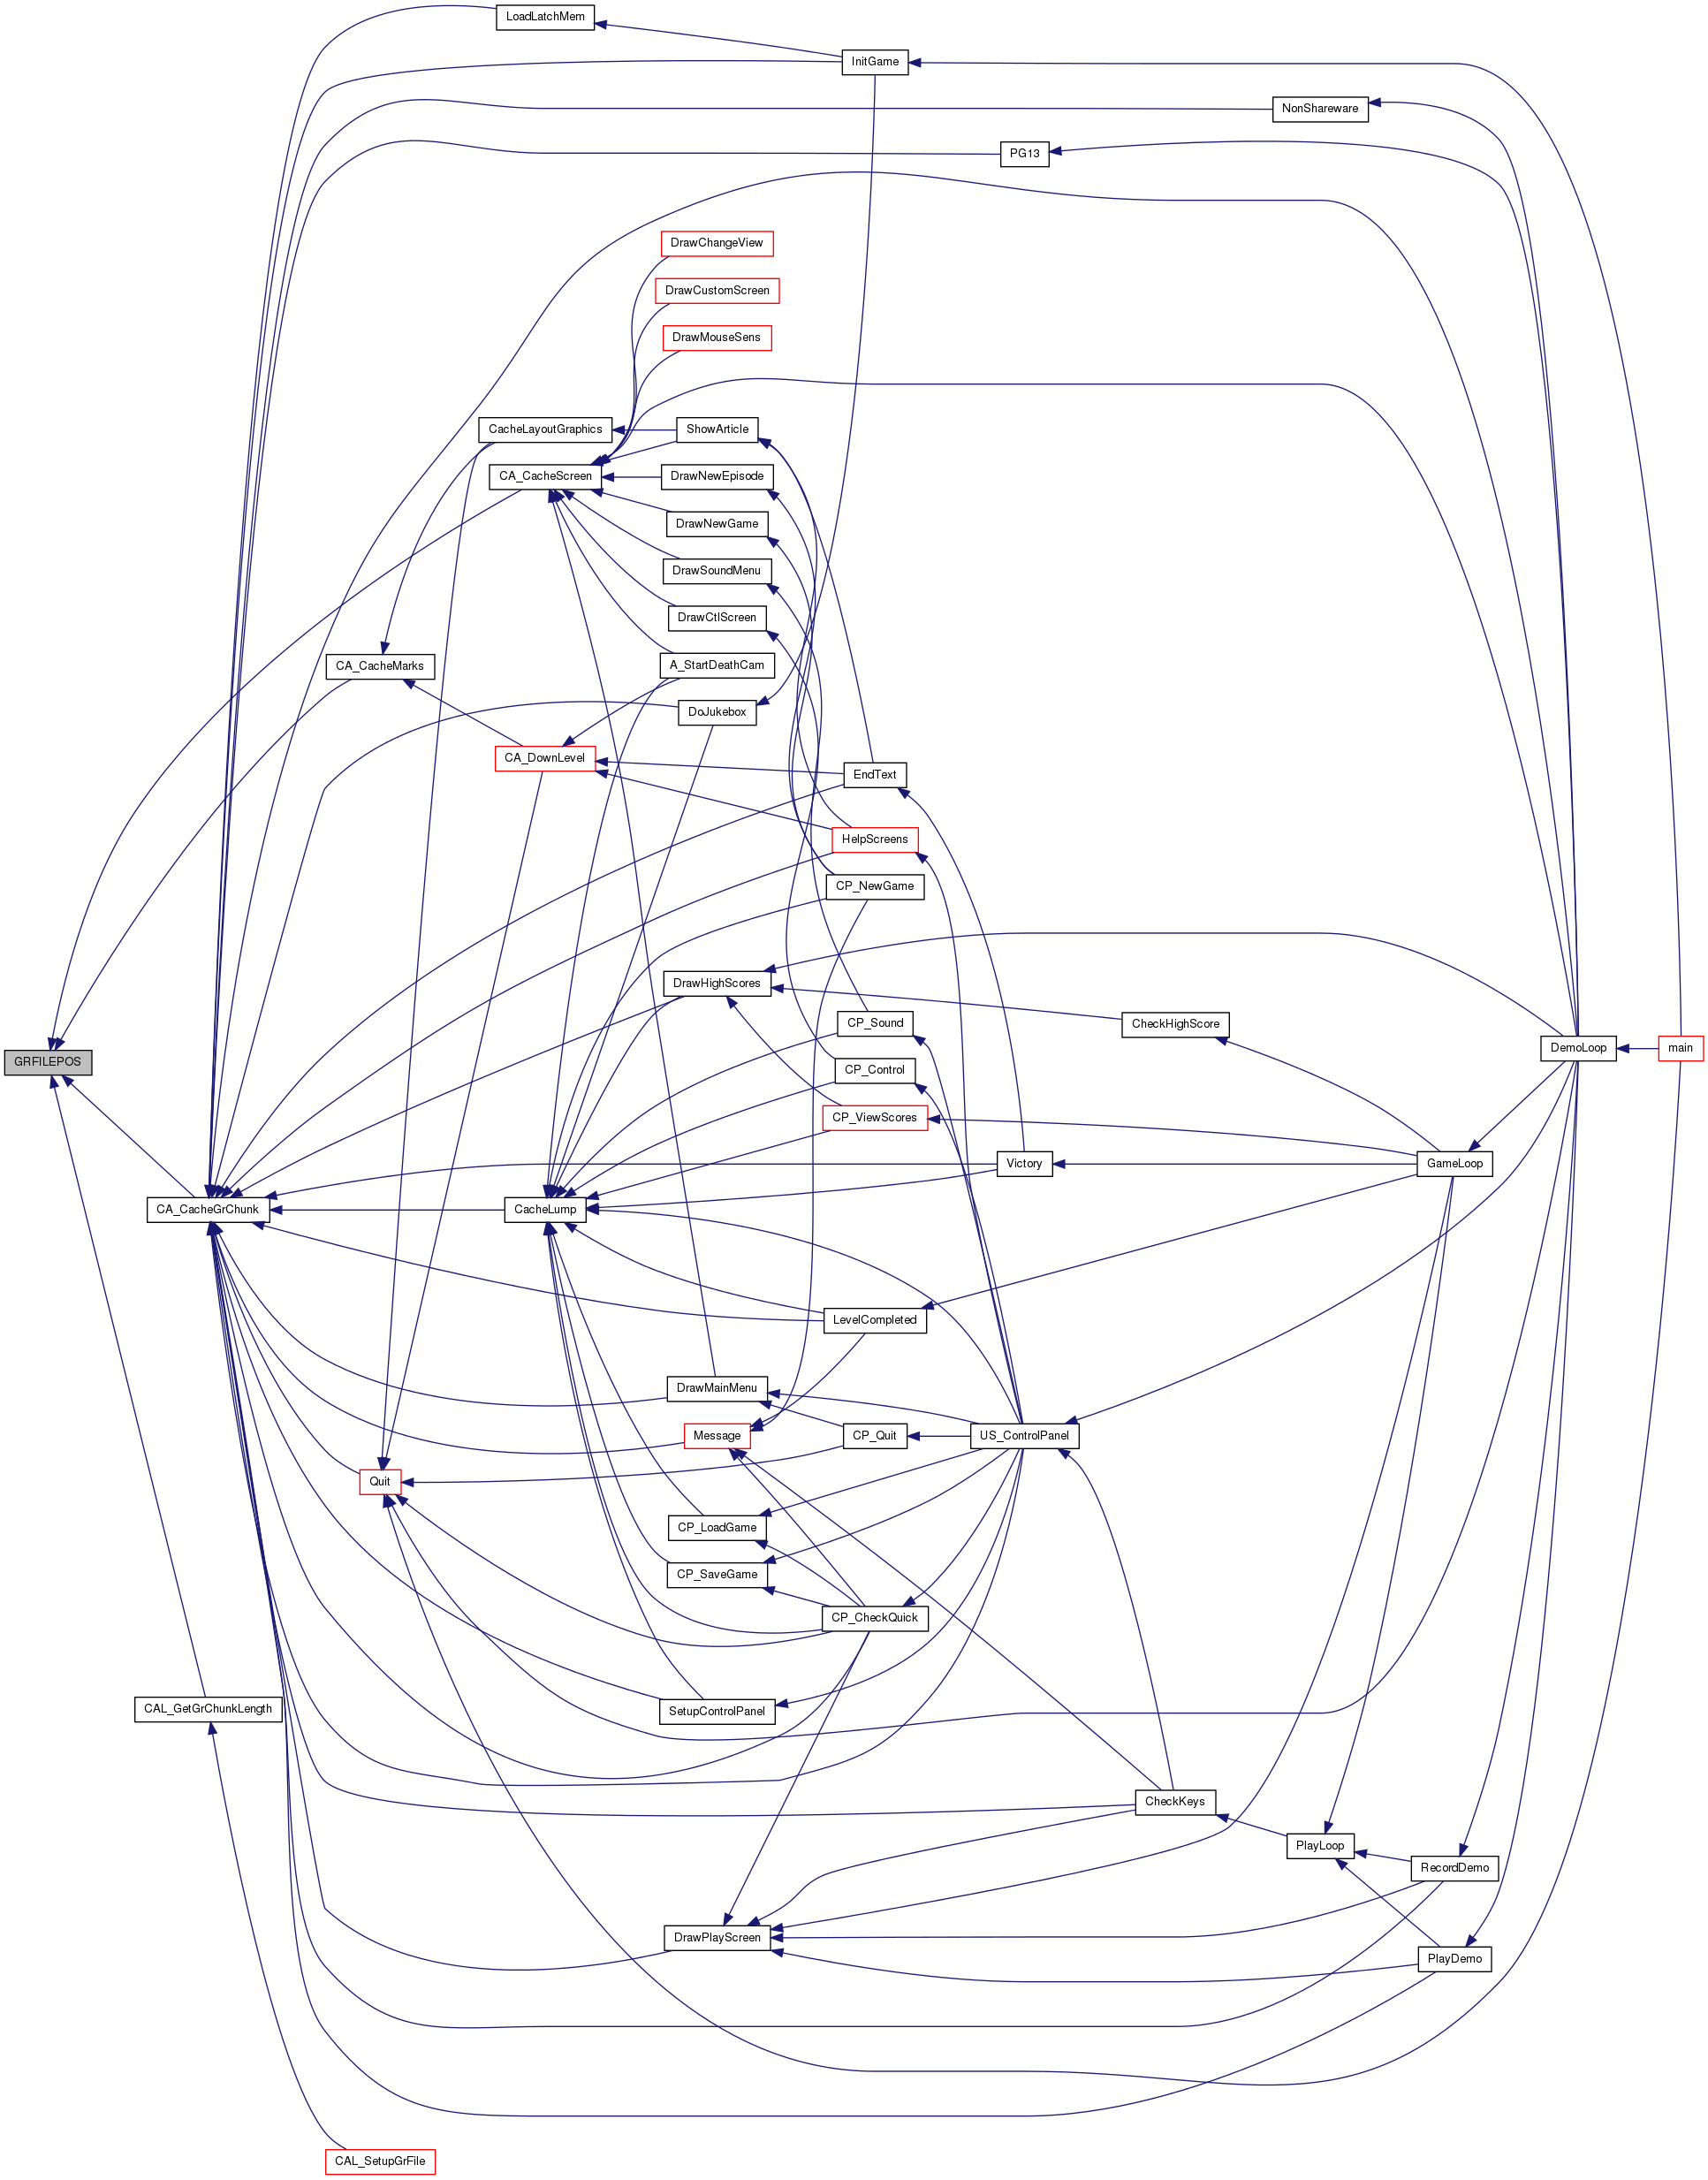 LoadLatchMem
InitGame
NonShareware
PG13
DrawChangeView
DrawCustomScreen
DrawMouseSens
CacheLayoutGraphics
ShowArticle
CA_CacheScreen
DrawNewEpisode
DrawNewGame
DrawSoundMenu
DrawCtlScreen
CA_CacheMarks
A_StartDeathCam
DoJukebox
CA_DownLevel
EndText
HelpScreens
CP_NewGame
DrawHighScores
CP_Sound
CheckHighScore
GRFILEPOS
CP_Control
DemoLoop
main
CP_ViewScores
Victory
GameLoop
CA_CacheGrChunk
CacheLump
LevelCompleted
DrawMainMenu
Message
CP_Quit
US_ControlPanel
Quit
CP_LoadGame
CP_SaveGame
CP_CheckQuick
CAL_GetGrChunkLength
SetupControlPanel
CheckKeys
PlayLoop
RecordDemo
DrawPlayScreen
PlayDemo
CAL_SetupGrFile